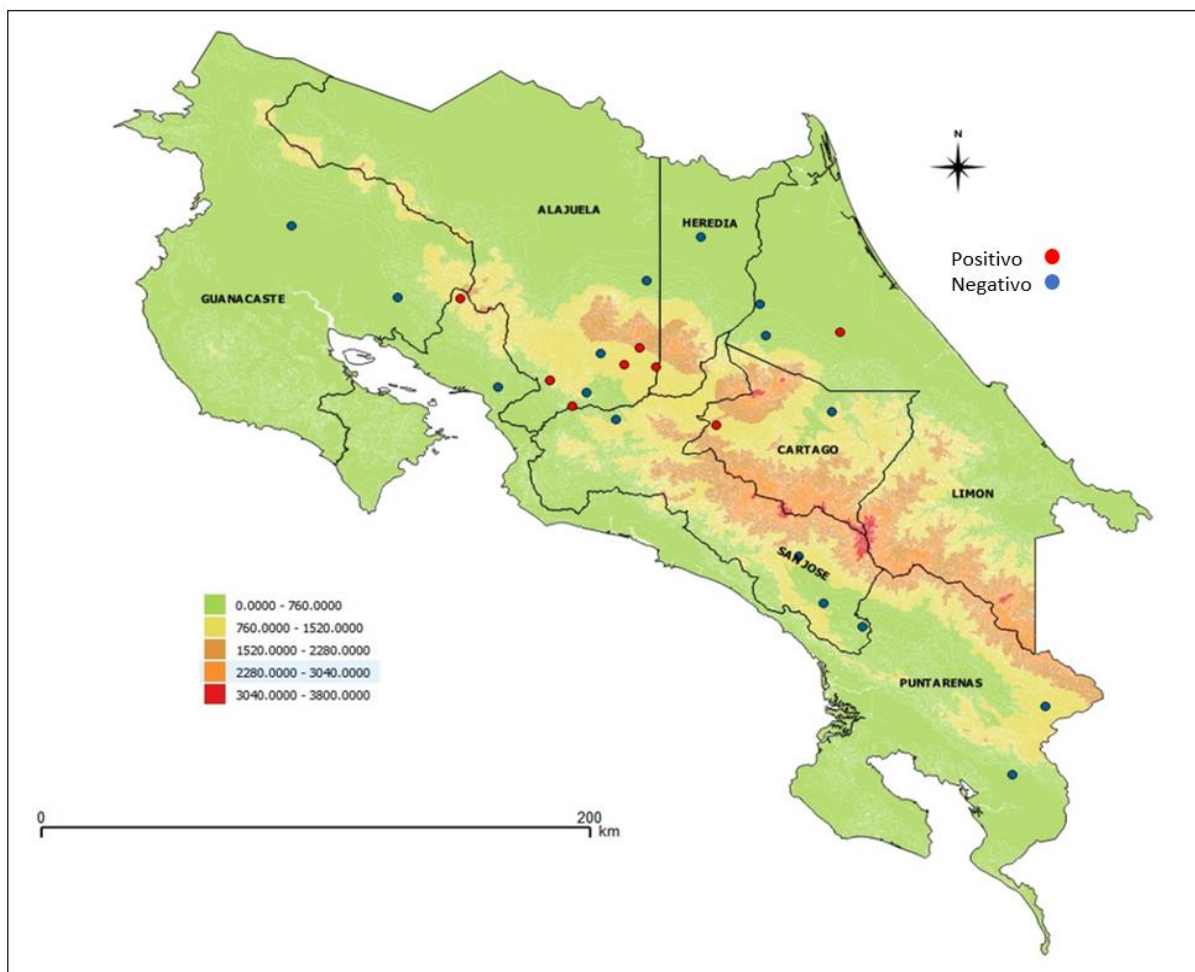 N
ALAJUELA
HEREDIA
Positivo
Negativo
GUANACASTE
CARTAGO
LIMON
SAN JOSE
0.0000 - 760.0000
760.0000 - 1520.0000
1520.0000 - 2280.0000
2280.0000 - 3040.0000
3040.0000 - 3800.0000
PUNTARENAS
0 200
km